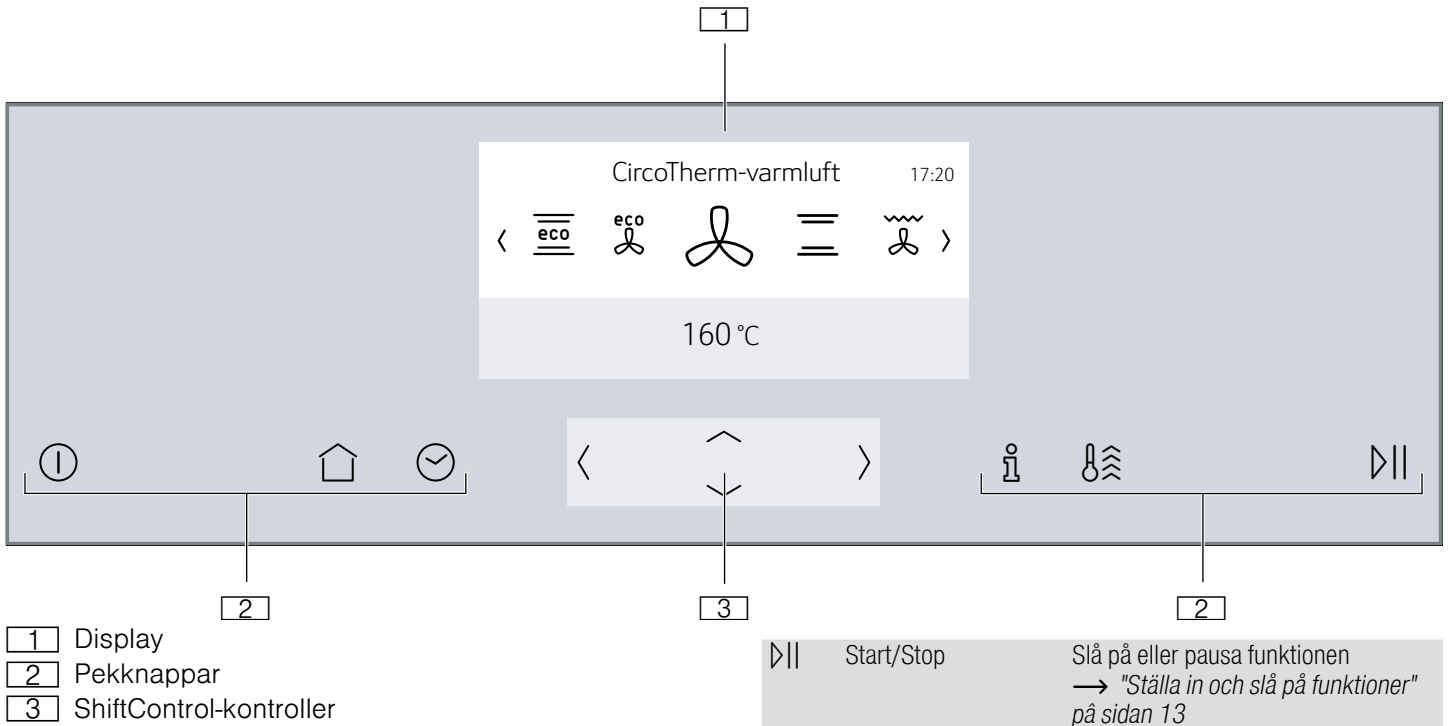 1
CircoTherm-varmluft 17:20
eco eco
160 °C
2 3 2
1 Display
2 Pekknappar
3 ShiftControl-kontroller
Start/Stop Slå på eller pausa funktionen
→ "Ställa in och slå på funktioner"
på sidan 13